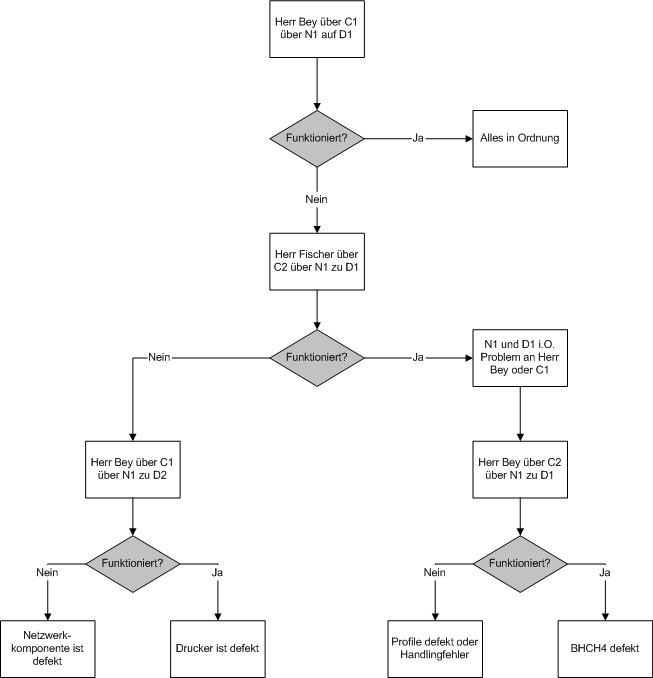 Herr Bey über C1
über N1 auf D1
Funktioniert?
Ja
Alles in Ordnung
Nein
Herr Fischer über
C2 über N1 zu D1
Nein
Funktioniert?
Ja
N1 und D1 i.O.
Problem an Herr
Bey oder C1
Herr Bey über C1
über N1 zu D2
Herr Bey über C2
über N1 zu D1
Funktioniert?
Nein
Ja
Funktioniert?
Nein
Ja
Netzwerk-
komponente ist
defekt
Drucker ist defekt
Profile defekt oder
Handlingfehler
BHCH4 defekt